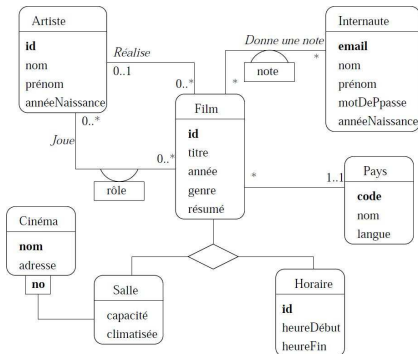 Artiste
id
nom
prénom
annéeNaissance
Réalise
0..1
0..*
Donne une note
*
*
note
Internaute
email
nom
prénom
motDePpasse
annéeNaissance
0..*
Joue
0..*
rôle
Film
id
titre
année
genre
résumé
*
1..1
Pays
code
nom
langue
Cinéma
nom
adresse
no
Salle
capacité
climatisée
Horaire
id
heureDébut
heureFin